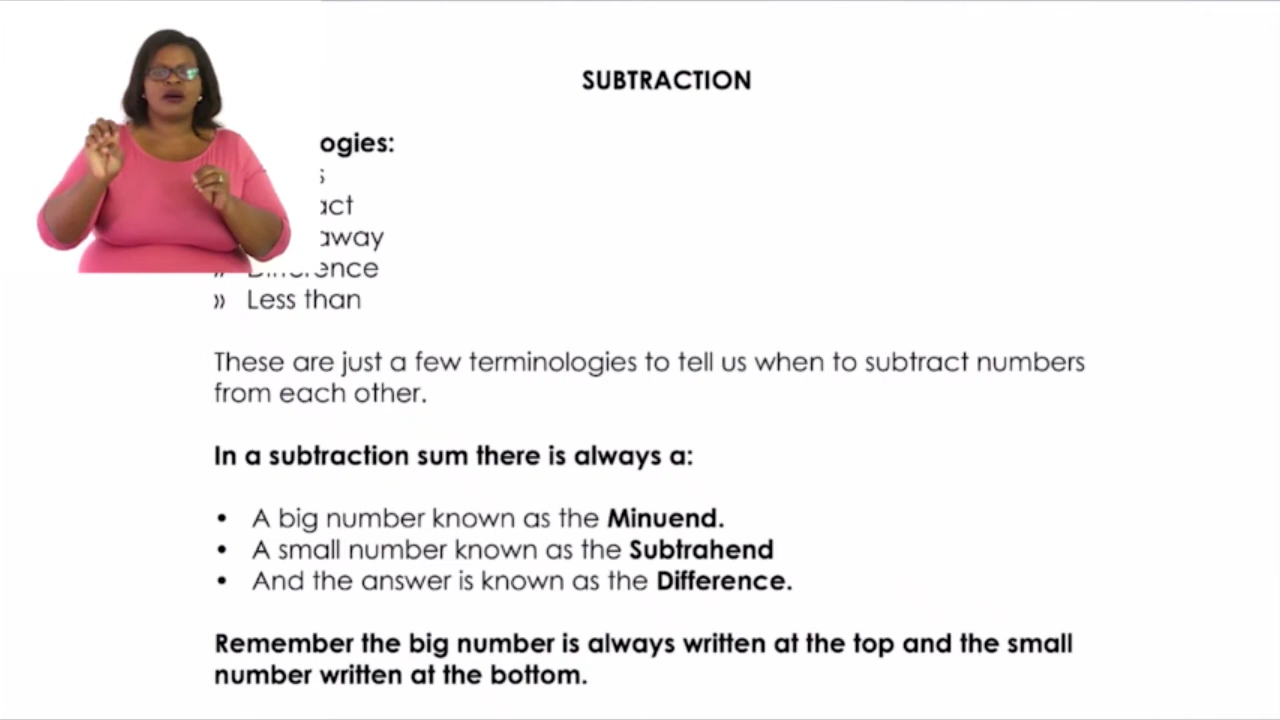 SUBTRACTION
ogies:
s
act
away
» Difference
» Less than
These are just a few terminologies to tell us when to subtract numbers
from each other.
In a subtraction sum there is always a:
• A big number known as the Minuend.
• A small number known as the Subtrahend
• And the answer is known as the Difference.
Remember the big number is always written at the top and the small
number written at the bottom.